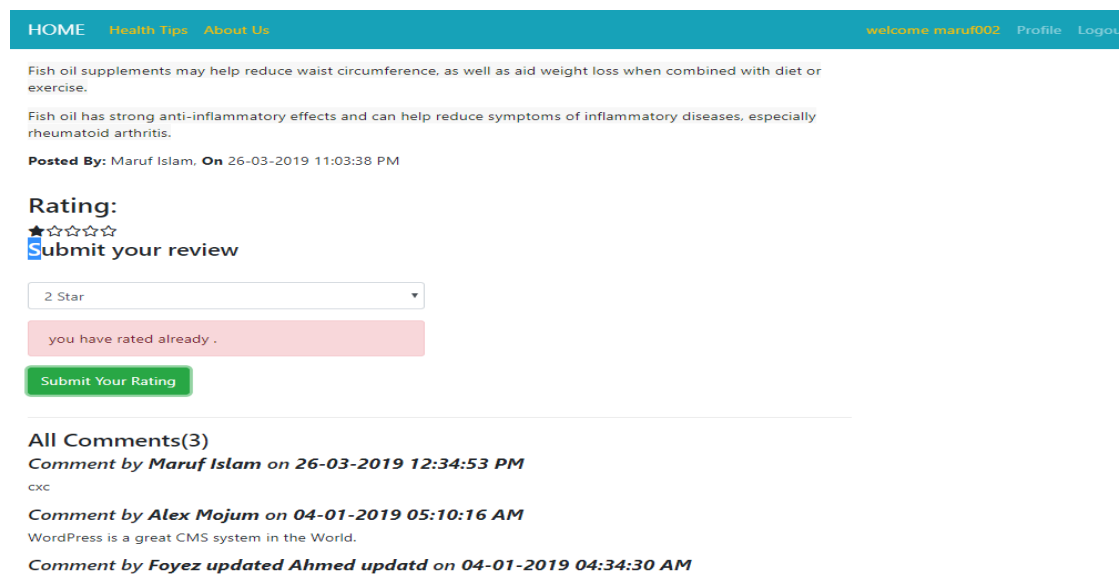 HOME Health Tips About Us welcome maruf002 Profile
Fish oil supplements may help reduce waist circumference, as well as aid weight loss when combined with diet or
exercise.
Fish oil has strong anti-inflammatory effects and can help reduce symptoms of inflammatory diseases, especially
rheumatoid arthritis.
Posted By: Maruf Islam, On 26-03-2019 11:03:38 PM
Rating:
Submit your review
2 Star
you have rated already .
Submit Your Rating
All Comments(3)
Comment by Maruf Islam on 26-03-2019 12:34:53 PM
cxc
Comment by Alex Mojum on 04-01-2019 05:10:16 AM
WordPress is a great CMS system in the World.
Comment by Foyez updated Ahmed updatd on 04-01-2019 04:34:30 AM